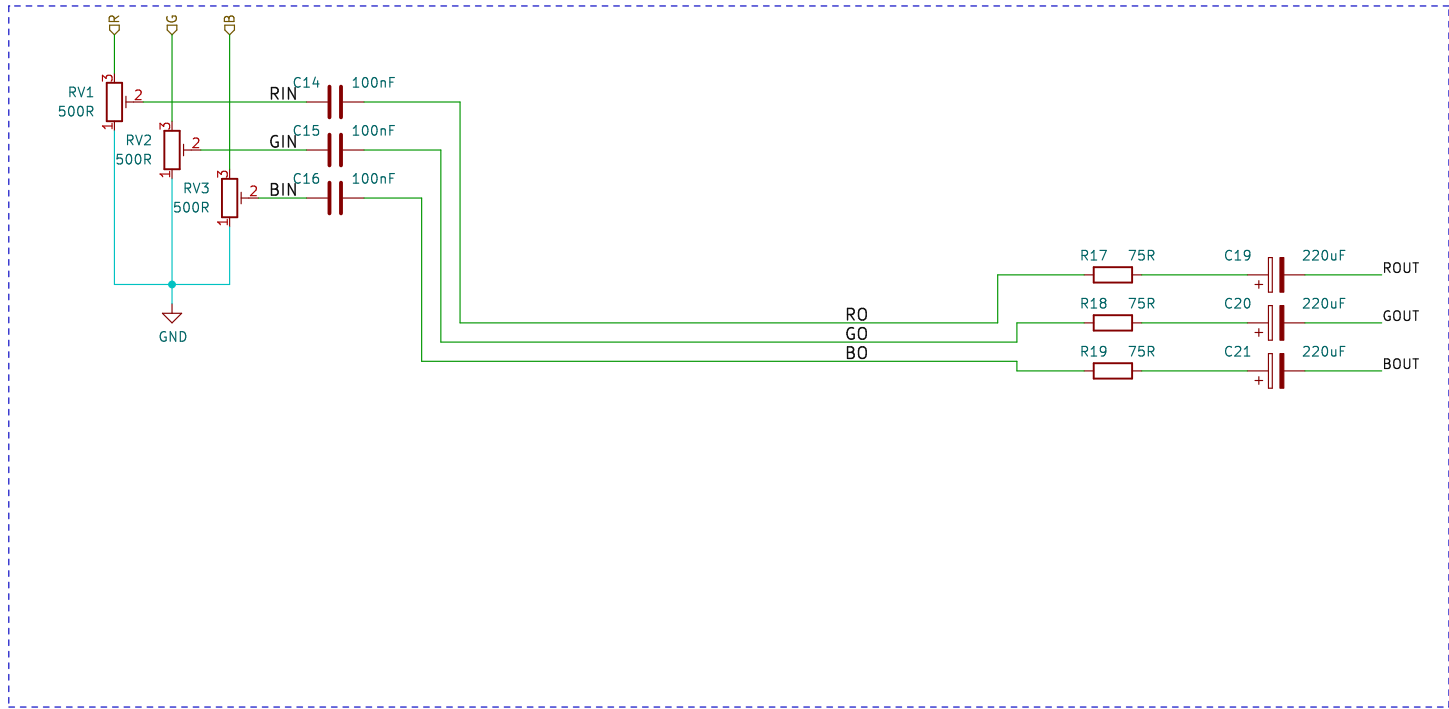 R G B
RV1
500R
3
2
1
RV2
500R
3
2
1
RV3
500R
3
2
1
RIN
C14 100nF
GIN
C15 100nF
BIN
C16 100nF
GND
RO
GO
BO
R17 75R
C19 220uF
+
ROUT
R18 75R
C20 220uF
+
GOUT
R19 75R
C21 220uF
+
BOUT